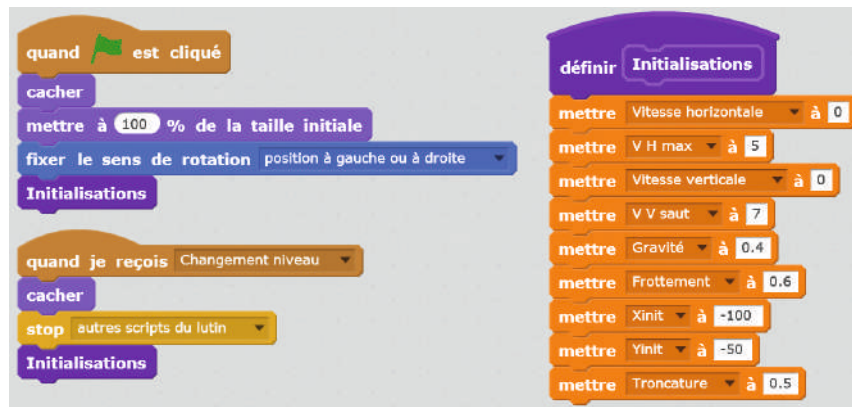 quand est cliqué
cacher
mettre à 100 % de la taille initiale
fixer le sens de rotation position à gauche ou à droite
Initialisations
quand je reçois Changement niveau
cacher
stop autres scripts du lutin
Initialisations
définir Initialisations
mettre Vitesse horizontale à 0
mettre V H max à 5
mettre Vitesse verticale à 0
mettre V V saut à 7
mettre Gravité à 0.4
mettre Frottement à 0.6
mettre Xinit à -100
mettre Yinit à -50
mettre Troncature à 0.5